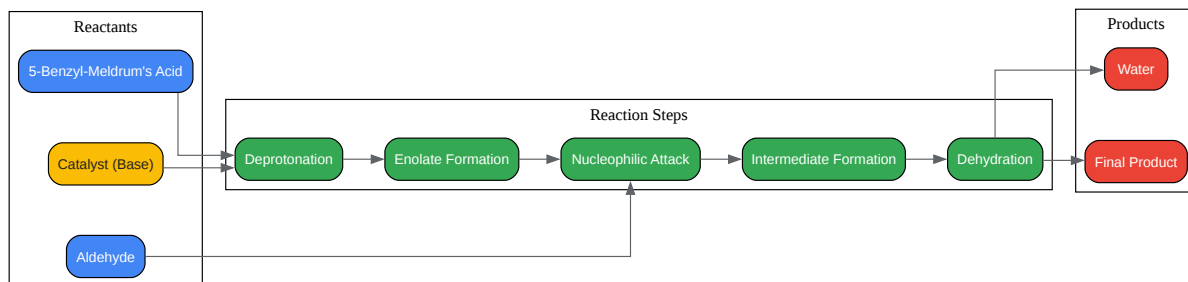 Reactants
5-Benzyl-Meldrum's Acid
Catalyst (Base)
Aldehyde
Reaction Steps
Deprotonation
Enolate Formation
Nucleophilic Attack
Intermediate Formation
Dehydration
Products
Water
Final Product